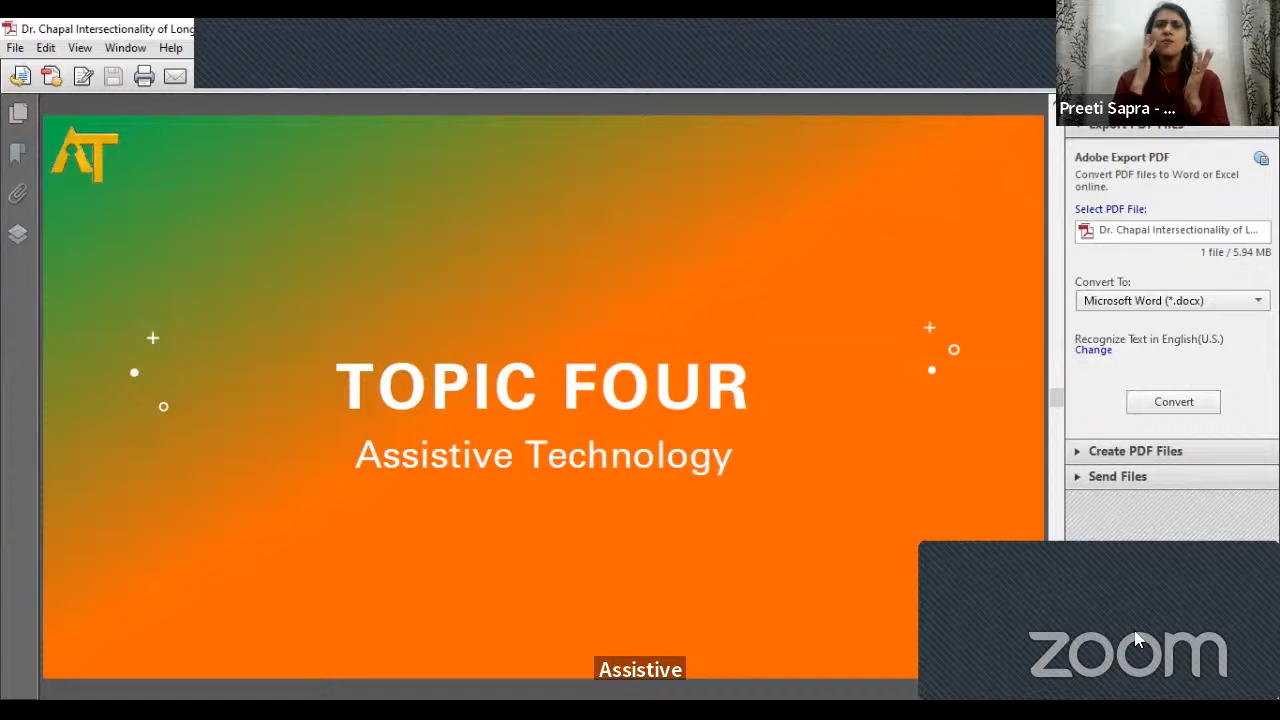 Dr. Chapal Intersectionality of Long
File Edit View Window Help
Preeti Sapra - ...
AT
TOPIC FOUR
Assistive Technology
Export PDF Files
Adobe Export PDF
Convert PDF files to Word or Excel
online.
Select PDF File:
Dr. Chapal Intersectionality of L...
1 file / 5.94 MB
Convert To:
Microsoft Word (*.docx)
Recognize Text in English(U.S.)
Change
Convert
Create PDF Files
Send Files
Assistive
zoom